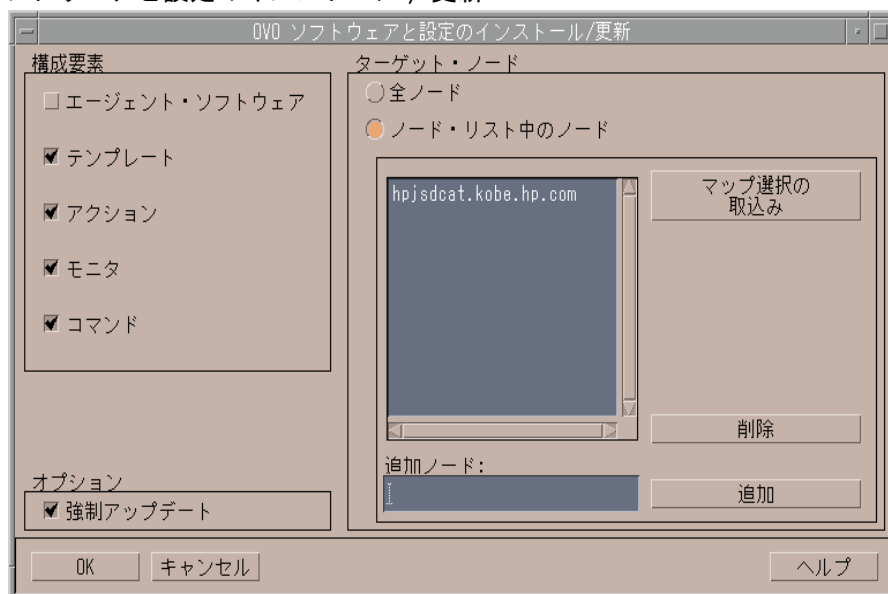 OVO ソフトウェアと設定のインストール/更新
構成要素
エージェント・ソフトウェア
テンプレート
アクション
モニタ
コマンド
オプション
強制アップデート
ターゲット・ノード
全ノード
ノード・リスト中のノード
hpjsdcat.kobe.hp.com
マップ選択の
取込み
削除
追加ノード:
追加
OK
キャンセル
ヘルプ